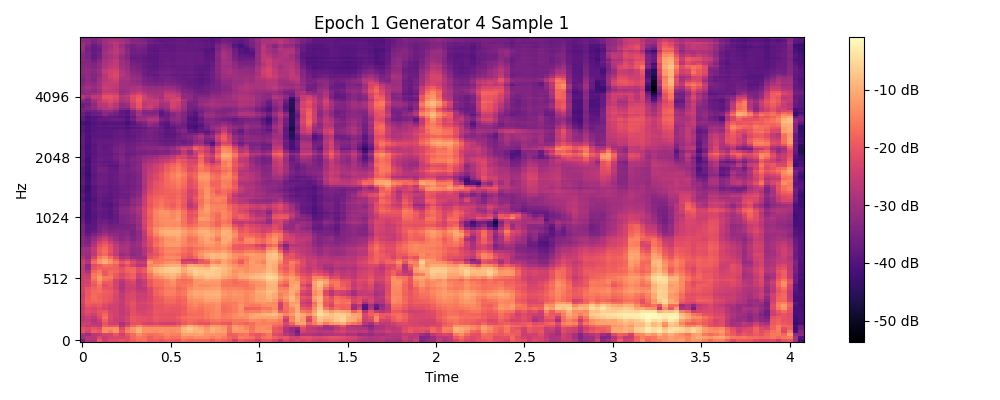 Epoch 1 Generator 4 Sample 1
Hz
4096
2048
1024
512
0
0 0.5 1 1.5 2 2.5 3 3.5 4
Time
-10 dB
-20 dB
-30 dB
-40 dB
-50 dB